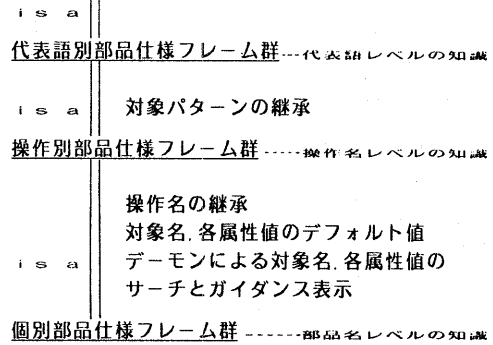 isa
代表語別部品仕様フレーム群---代表語レベルの知識
isa 対象パターンの継承
操作別部品仕様フレーム群-----操作名レベルの知識
操作名の継承
対象名,各属性値のデフォルト値
isa デーモンによる対象名,各属性値の
サーチとガイダンス表示
個別部品仕様フレーム群------部品名レベルの知識